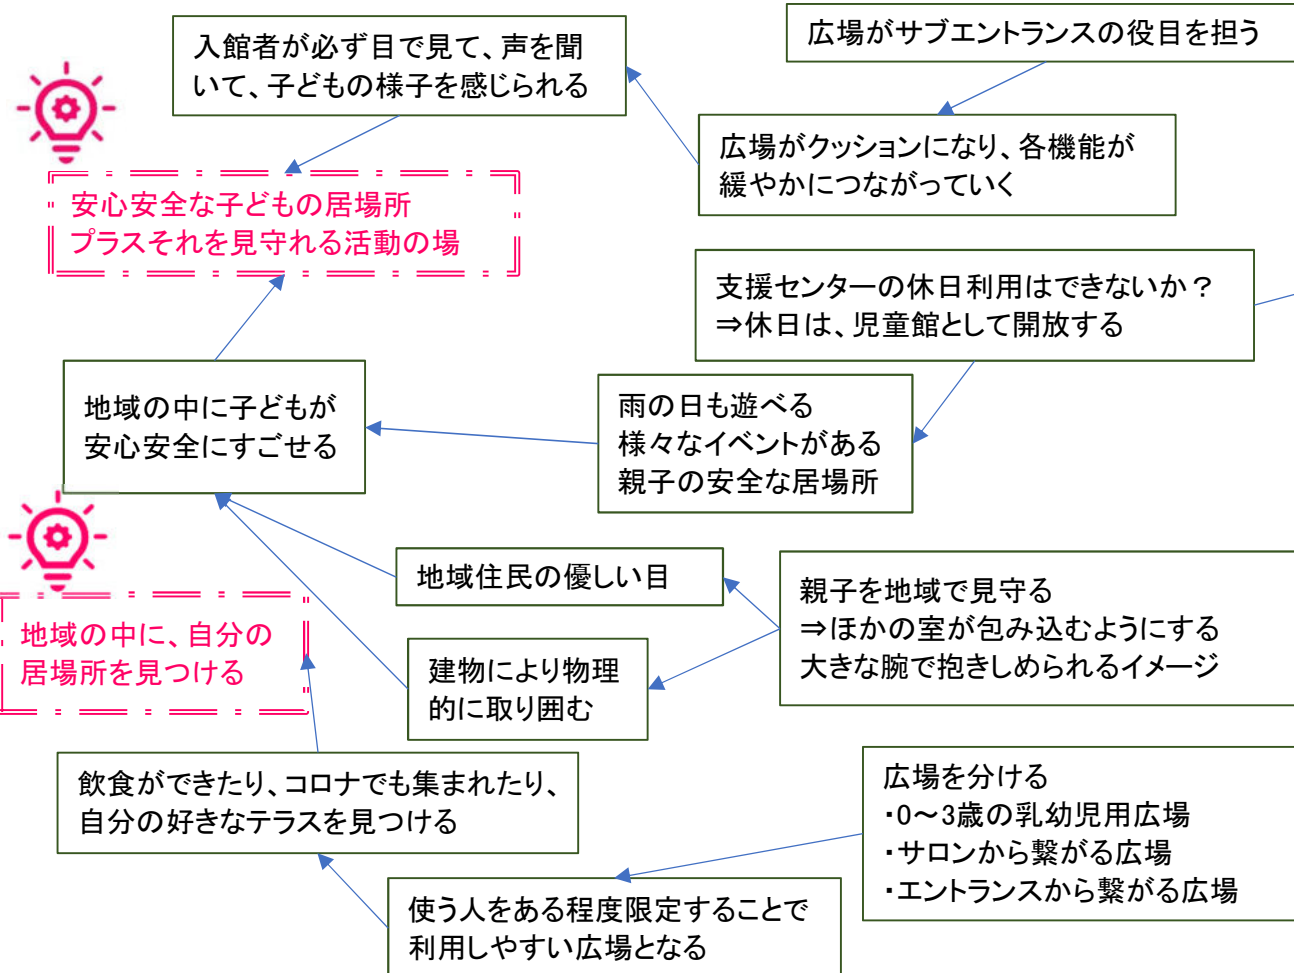 入館者が必ず目で見て、声を聞
いて、子どもの様子を感じられる
広場がサブエントランスの役目を担う
広場がクッションになり、各機能が
緩やかにつながっていく
安心安全な子どもの居場所
プラスそれを見守れる活動の場
支援センターの休日利用はできないか？
⇒休日は、児童館として開放する
地域の中に子どもが
安心安全にすごせる
雨の日も遊べる
様々なイベントがある
親子の安全な居場所
地域住民の優しい目
親子を地域で見守る
⇒ほかの室が包み込むようにする
大きな腕で抱きしめられるイメージ
地域の中に、自分の
居場所を見つける
建物により物理
的に取り囲む
飲食ができたり、コロナでも集まれたり、
自分の好きなテラスを見つける
広場を分ける
・0～3歳の乳幼児用広場
・サロンから繋がる広場
・エントランスから繋がる広場
使う人をある程度限定することで
利用しやすい広場となる